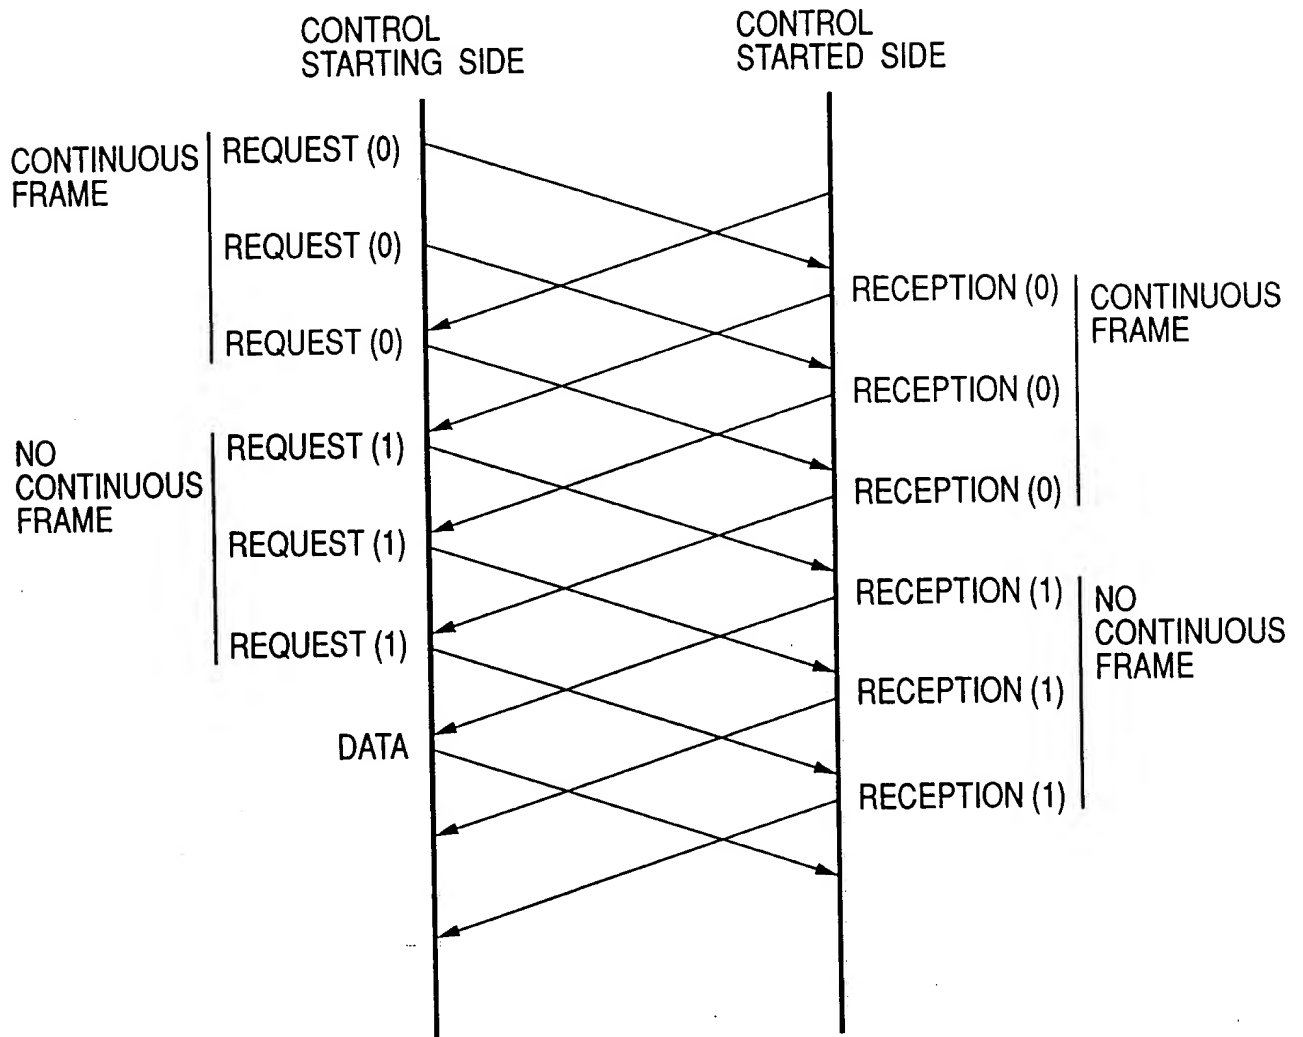 CONTROL
STARTING SIDE
CONTROL
STARTED SIDE
CONTINUOUS
FRAME
REQUEST (0)
REQUEST (0)
REQUEST (0)
NO
CONTINUOUS
FRAME
REQUEST (1)
REQUEST (1)
REQUEST (1)
DATA
RECEPTION (0)
RECEPTION (0)
RECEPTION (0)
CONTINUOUS
FRAME
RECEPTION (1)
RECEPTION (1)
RECEPTION (1)
NO
CONTINUOUS
FRAME